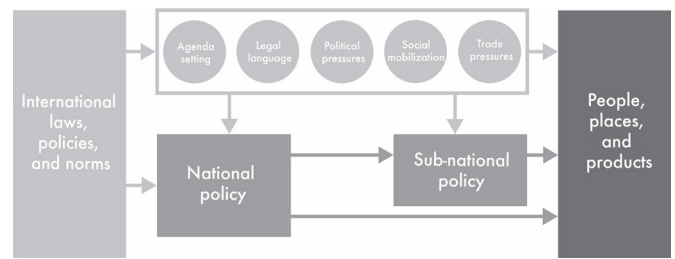 Agenda
setting
Legal
language
Political
pressures
Social
mobilization
Trade
pressures
International
laws,
policies,
and norms
National
policy
Sub-national
policy
People,
places,
and
products